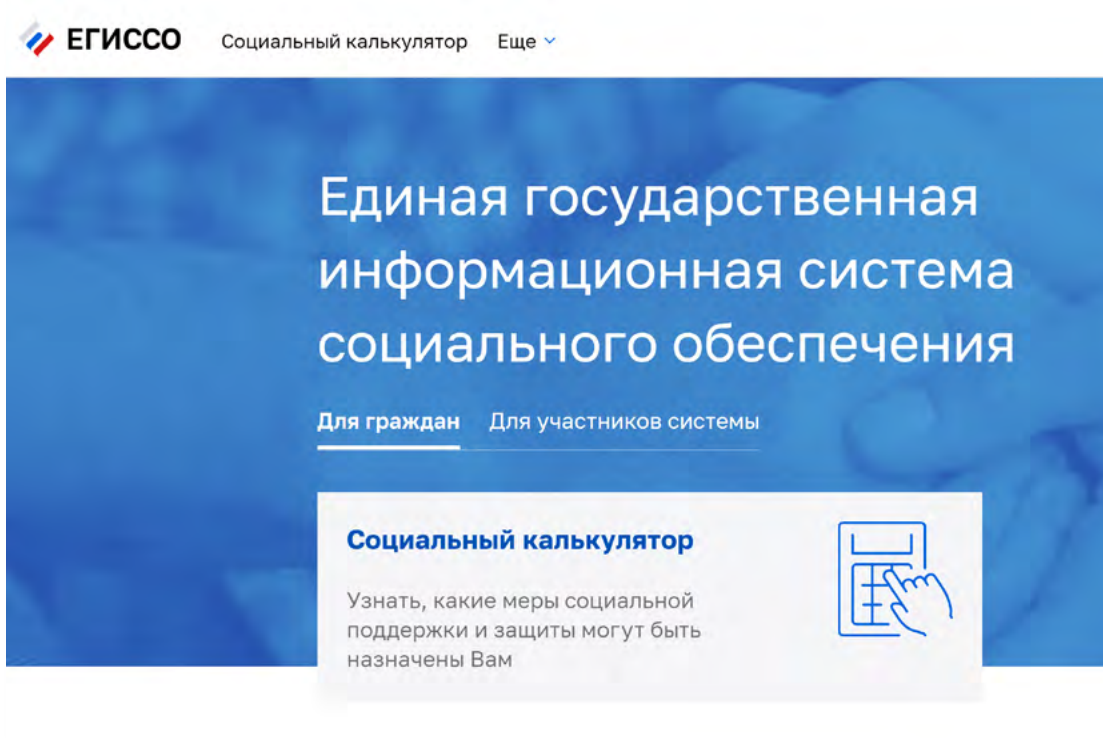 ЕГИССО Социальный калькулятор Еще
Единая государственная
информационная система
социального обеспечения
Для граждан Для участников системы
Социальный калькулятор
Узнать, какие меры социальной
поддержки и защиты могут быть
назначены Вам